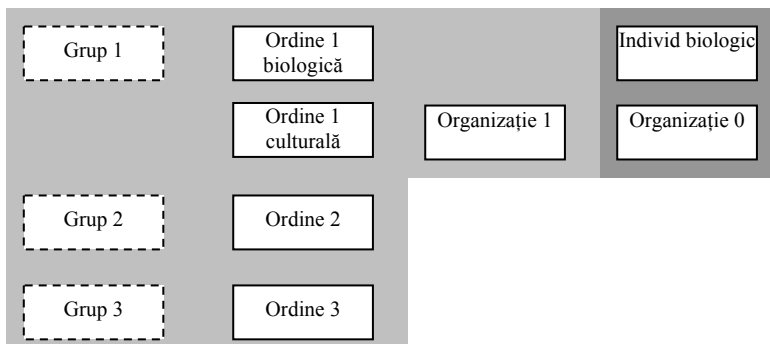 Grup 1
Ordine 1
biologică
Individ biologic
Ordine 1
culturală
Organizație 1
Organizație 0
Grup 2
Ordine 2
Grup 3
Ordine 3